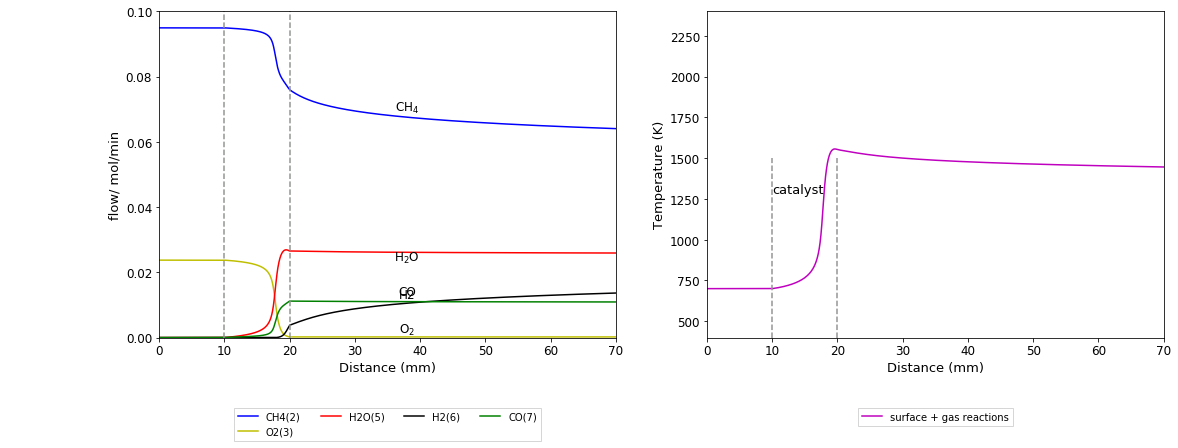 0.10
0.08
0.06
0.04
0.02
0.00
flow/ mol/min
CH₄
H₂O
CO
H2
O₂
0 10 20 30 40 50 60 70
Distance (mm)
CH4(2) H2O(5) H2(6) CO(7)
O2(3)
2250
2000
1750
1500
1250
1000
750
500
Temperature (K)
catalyst
0 10 20 30 40 50 60 70
Distance (mm)
surface + gas reactions